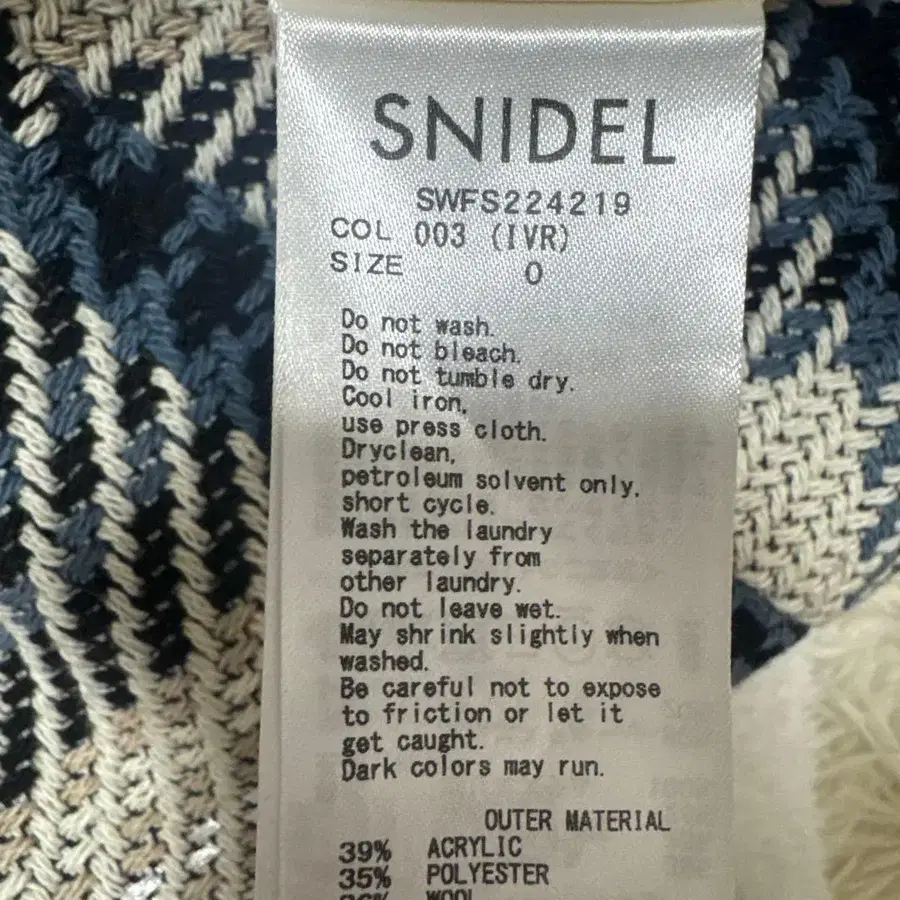 SNIDEL
SWFS224219
COL 003 (IVR)
SIZE 0
Do not wash.
Do not bleach.
Do not tumble dry.
Cool iron,
use press cloth.
Dryclean,
petroleum solvent only,
short cycle.
Wash the laundry
separately from
other laundry.
Do not leave wet.
May shrink slightly when
washed.
Be careful not to expose
to friction or let it
get caught.
Dark colors may run.
OUTER MATERIAL
39% ACRYLIC
35% POLYESTER
WOOL